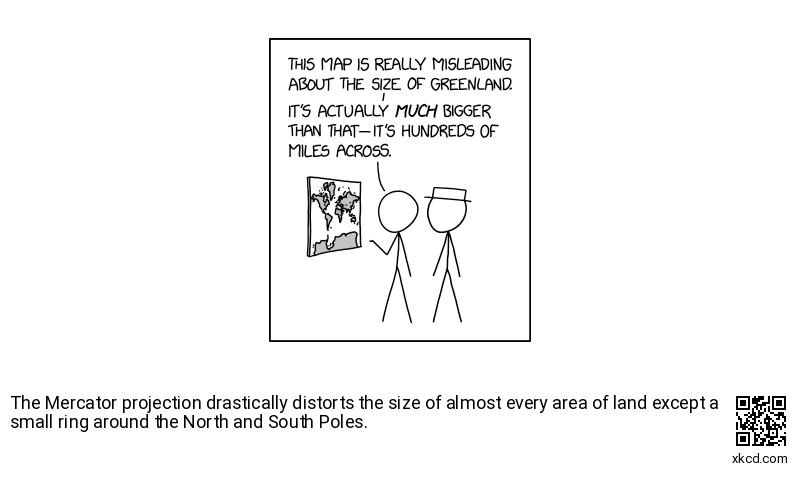 THIS MAP IS REALLY MISLEADING
ABOUT THE SIZE OF GREENLAND.
IT'S ACTUALLY MUCH BIGGER
THAN THAT—IT'S HUNDREDS OF
MILES ACROSS.
The Mercator projection drastically distorts the size of almost every area of land except a
small ring around the North and South Poles.
xkcd.com